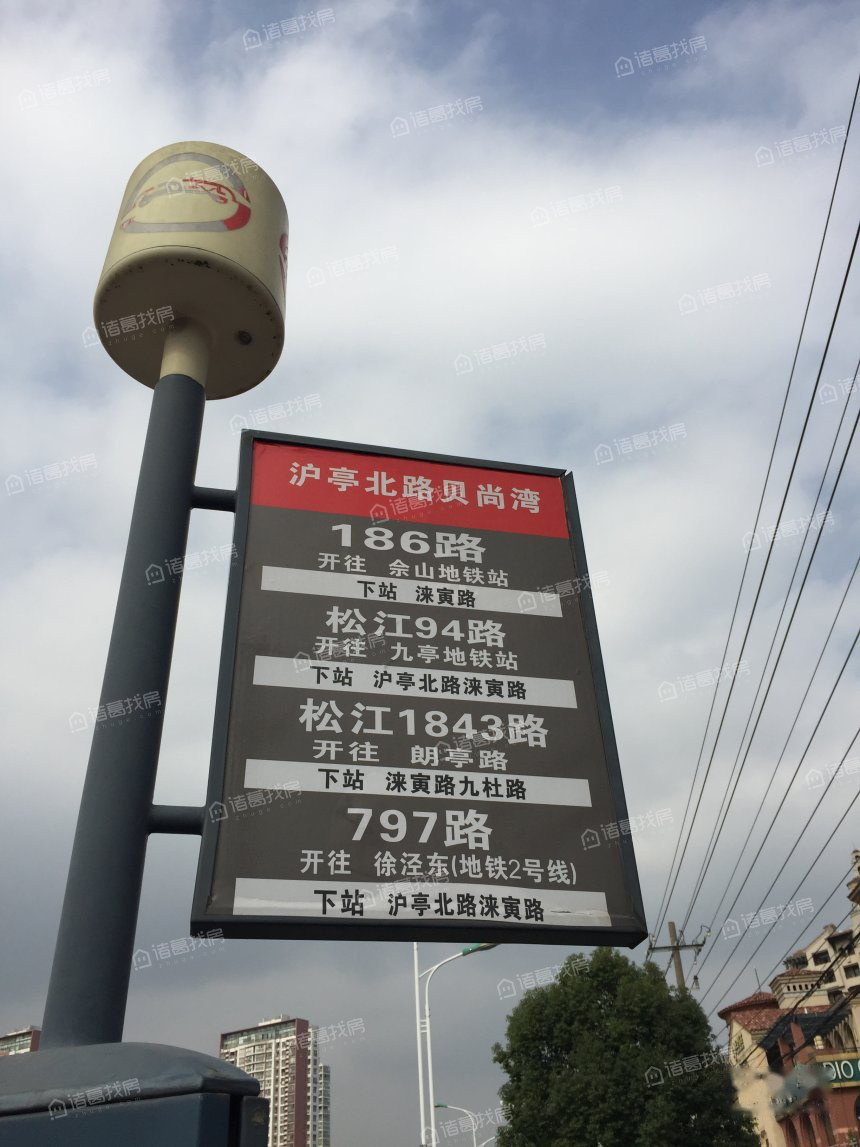 沪亭北路贝尚湾
186路
开往 佘山地铁站
下站 涞寅路
松江94路
开往 九亭地铁站
下站 沪亭北路涞寅路
松江1843路
开往 朗亭路
下站 涞寅路九杜路
797路
开往 徐泾东(地铁2号线)
下站 沪亭北路涞寅路
诸葛找房